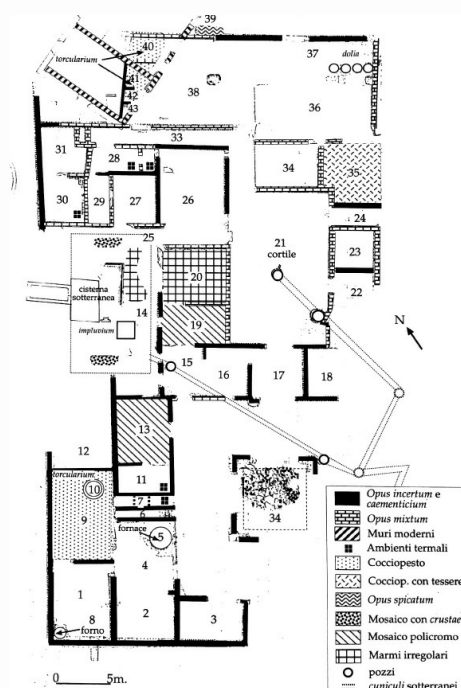 39
40
37
torcularium
dolia
41
42
38
43
36
33
31
28
34
35
30
29
27
26
24
25
21
cortile
23
20
22
cisterna
sotterranea
14
N
impluvium
19
15
16
17
18
13
12
11
torcularium
10
7
6
34
9
fornace
5
4
1
2
3
8
forno
0
5m.
Opus incertum e
caementicium
Opus mixtum
Muri moderni
Ambienti termali
Cocciopesto
Cocciop. con tessere
Opus spicatum
Mosaico con crustae
Mosaico policromo
Marmi irregolari
pozzi
cuniculi sotterranei